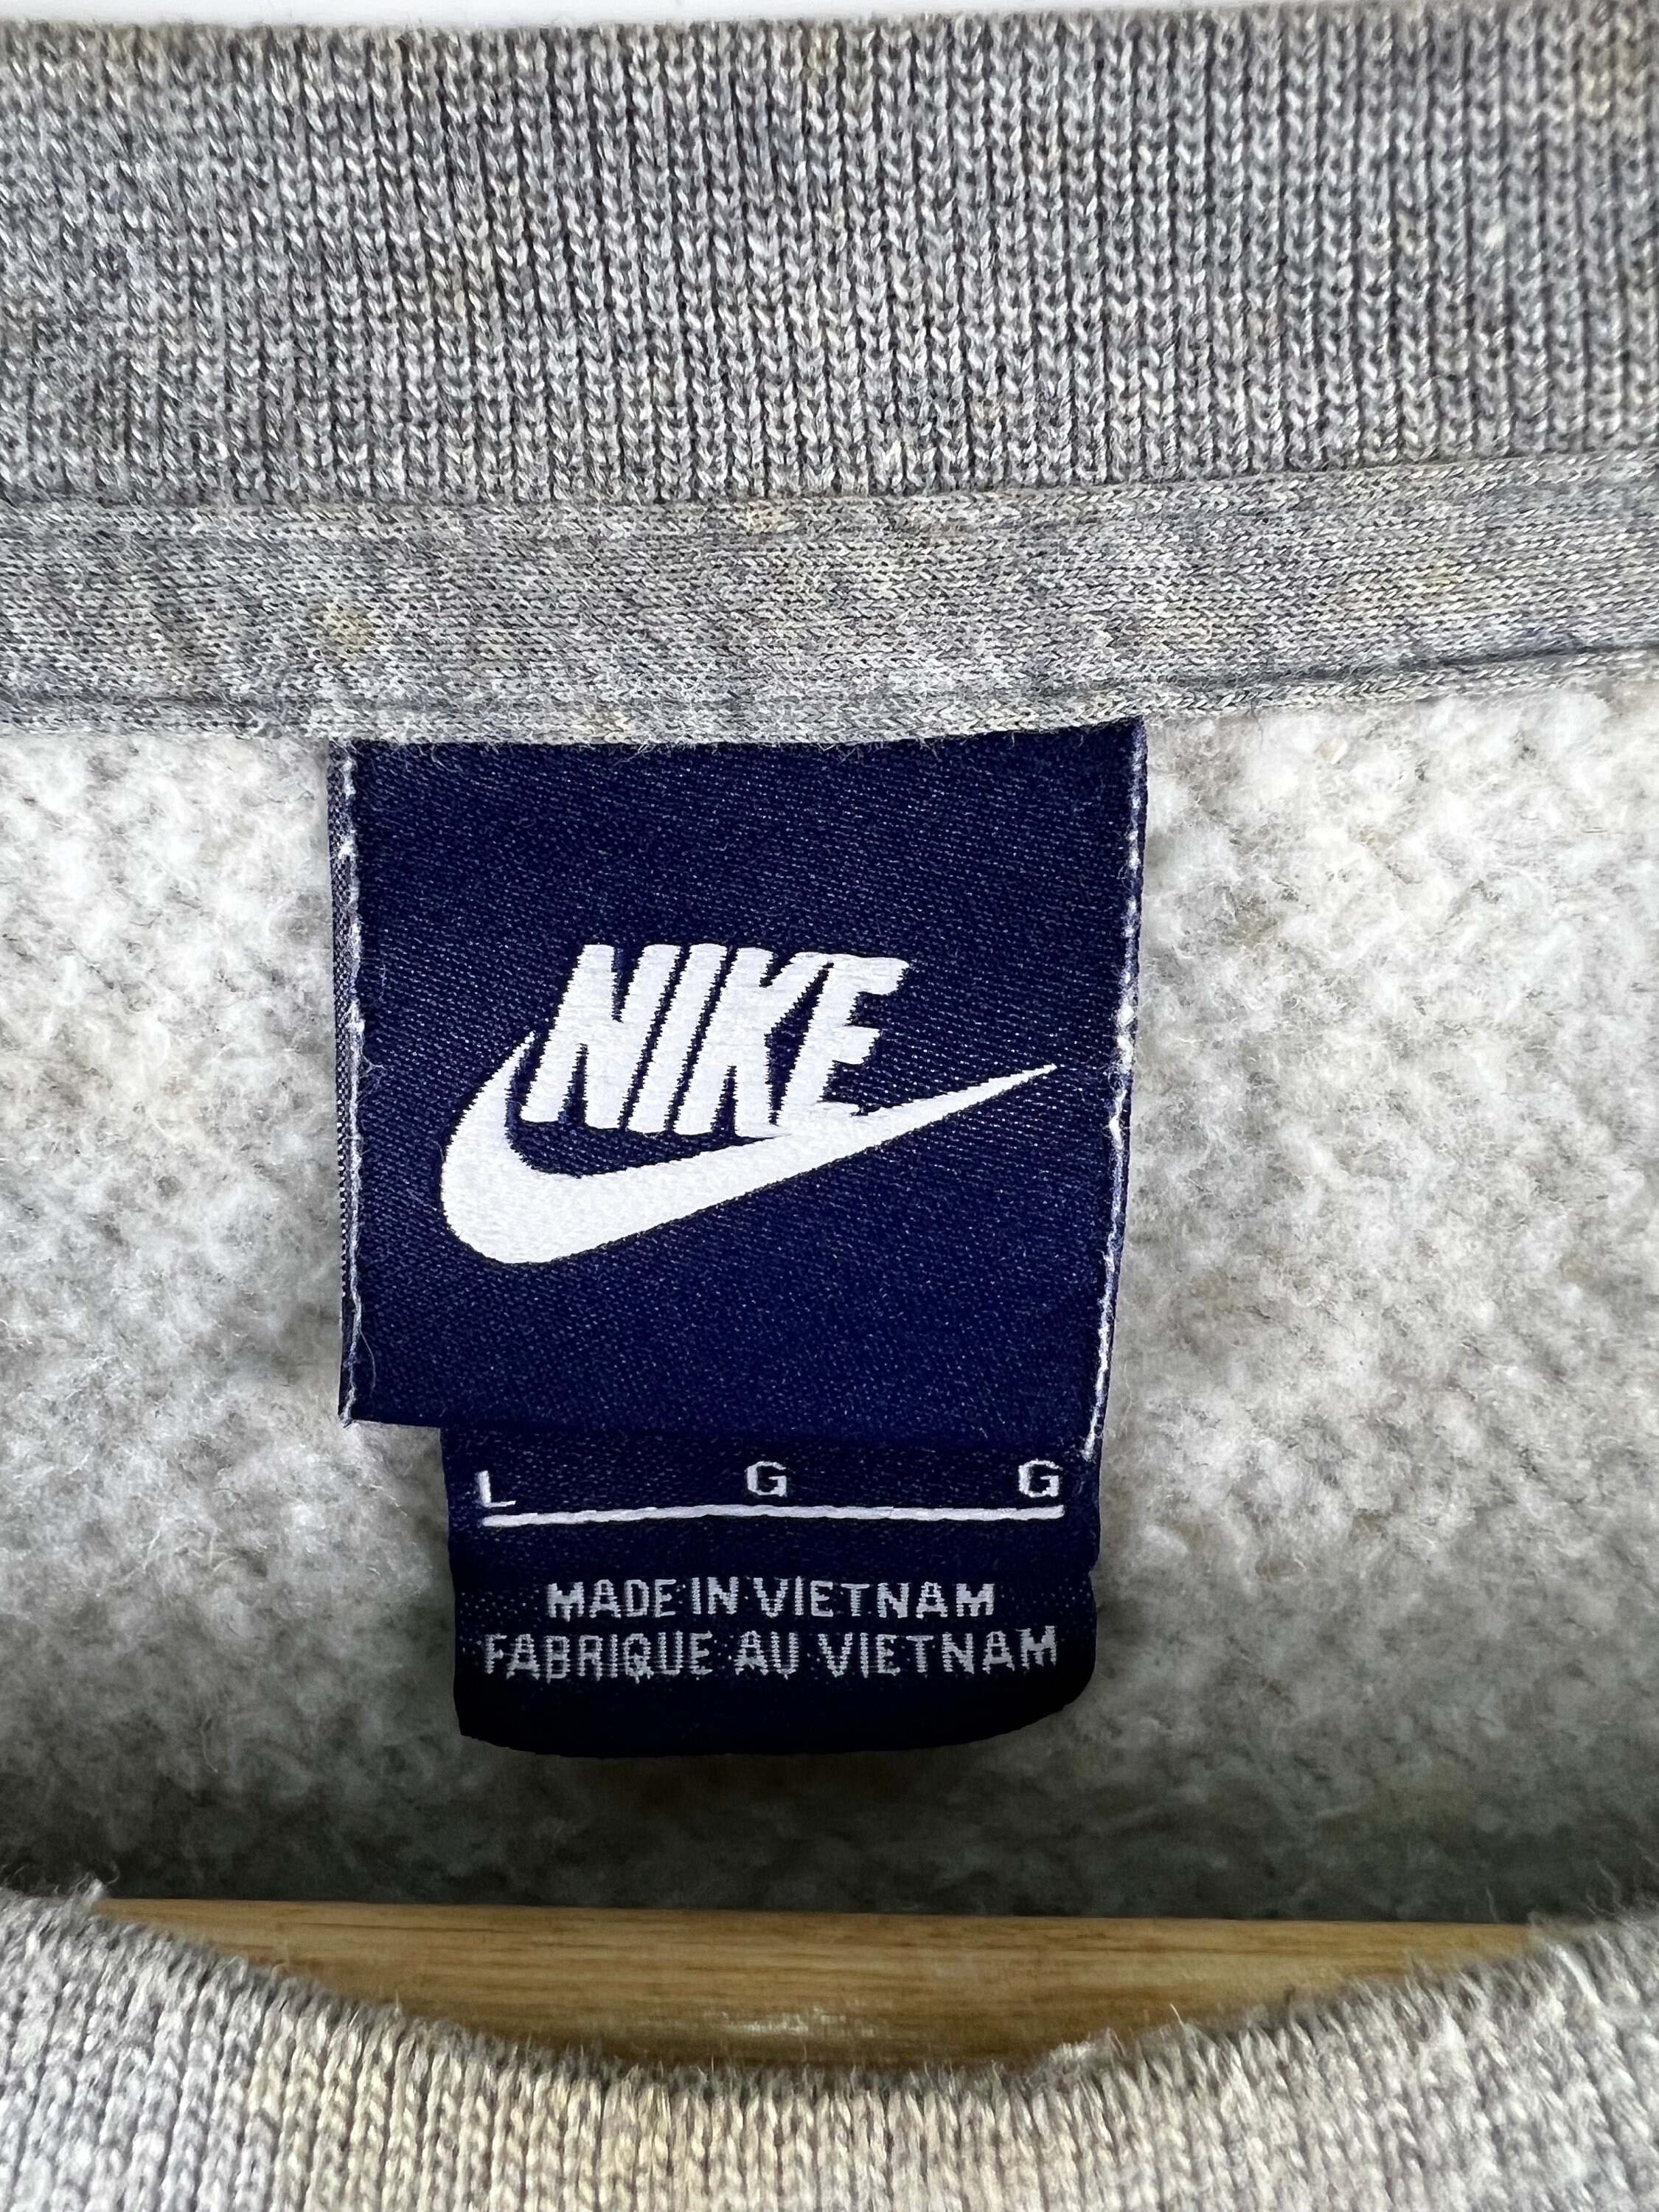 NIKE
L G G
MADE IN VIETNAM
FABRIQUE AU VIETNAM